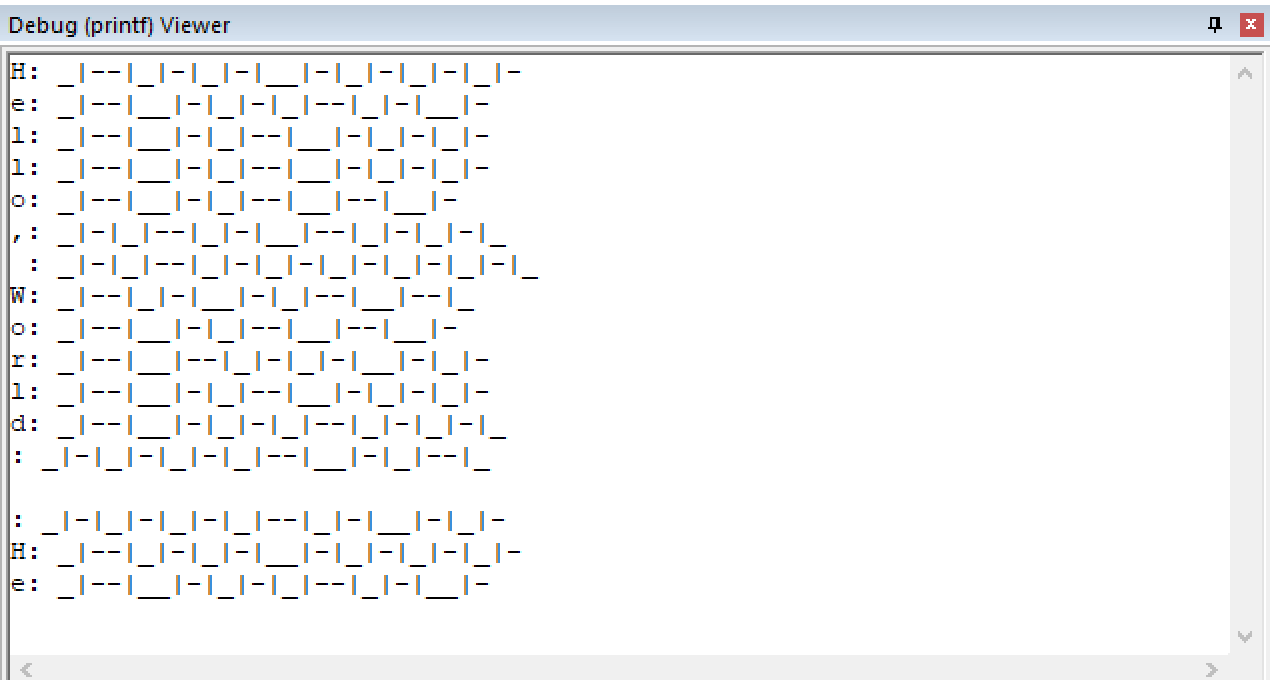 Debug (printf) Viewer
H: _|--|_|-|_|-|__|-|_|-|_|-|_|-
e: _|--|__|-|_|-|_|--|_|-|__|-
l: _|--|__|-|_|--|__|-|_|-|_|-
l: _|--|__|-|_|--|__|-|_|-|_|-
o: _|--|__|-|_|--|__|--|__|-
,: _|-|_|--|_|-|__|--|_|-|_|-|_
 : _|-|_|--|_|-|_|-|_|-|_|-|_|-|_
W: _|--|_|-|__|-|_|--|__|--|_
o: _|--|__|-|_|--|__|--|__|-
r: _|--|__|--|_|-|_|-|__|-|_|-
l: _|--|__|-|_|--|__|-|_|-|_|-
d: _|--|__|-|_|-|_|--|_|-|_|-|_
: _|-|_|-|_|-|_|--|__|-|_|--|_
: _|-|_|-|_|-|_|--|_|-|__|-|_|-
H: _|--|_|-|_|-|__|-|_|-|_|-|_|-
e: _|--|__|-|_|-|_|--|_|-|__|-